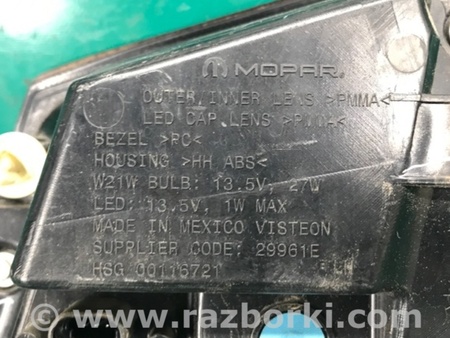 MOPAR
OUTER/INNER LENS >PMMA<
LED CAP LENS >PMMA<
BEZEL >PC<
HOUSING >HH ABS<
W21W BULB: 13.5V, 27W
LED: 13.5V, 1W MAX
MADE IN MEXICO VISTEON
SUPPLIER CODE: 29961E
HSG 00116721 LH
www.razborki.com